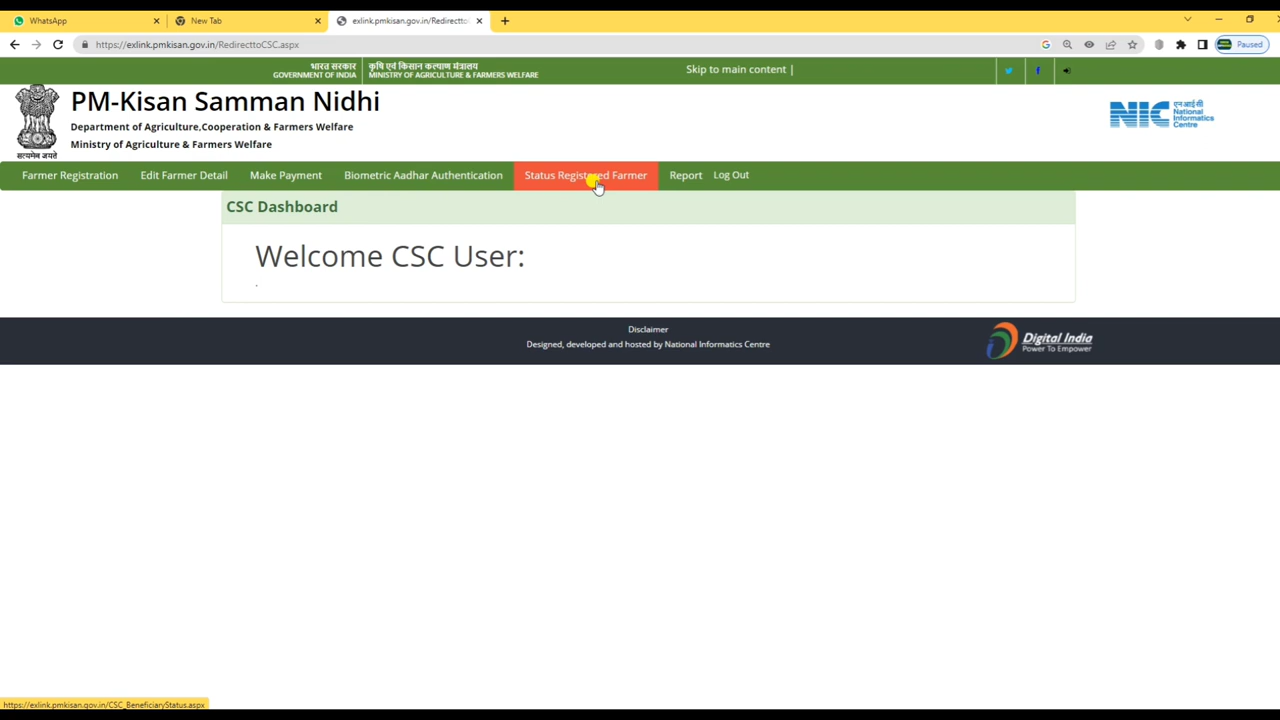 WhatsApp
New Tab
exlink.pmkisan.gov.in/Redirectto
https://exlink.pmkisan.gov.in/RedirecttoCSC.aspx
Paused
भारत सरकार
GOVERNMENT OF INDIA
कृषि एवं किसान कल्याण मंत्रालय
MINISTRY OF AGRICULTURE & FARMERS WELFARE
Skip to main content |
सत्यमेव जयते
PM-Kisan Samman Nidhi
Department of Agriculture,Cooperation & Farmers Welfare
Ministry of Agriculture & Farmers Welfare
NIC एन आई सी
National
Informatics
Centre
Farmer Registration Edit Farmer Detail Make Payment Biometric Aadhar Authentication Status Registered Farmer Report Log Out
CSC Dashboard
Welcome CSC User:
.
Disclaimer
Designed, developed and hosted by National Informatics Centre
Digital India
Power To Empower
https://exlink.pmkisan.gov.in/CSC_BeneficiaryStatus.aspx